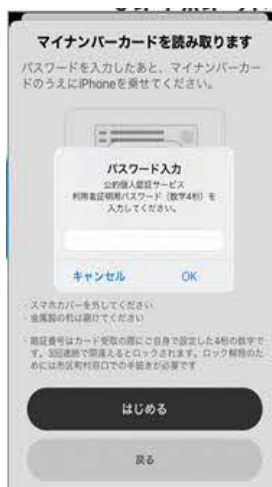 マイナンバーカードを読み取ります
パスワードを入力したあと、マイナンバーカー
ドのうえにiPhoneを乗せてください。
パスワード入力
公的個人認証サービス
利用者証明用パスワード（数字4桁）を
入力してください。
キャンセル
OK
・スマホカバーを外してください
・金属製の机は避けてください
・暗証番号はカード受取の際にご自身で設定した4桁の数字で
す。3回連続で間違えるとロックされます。ロック解除のた
めには市区町村窓口での手続きが必要です
はじめる
戻る